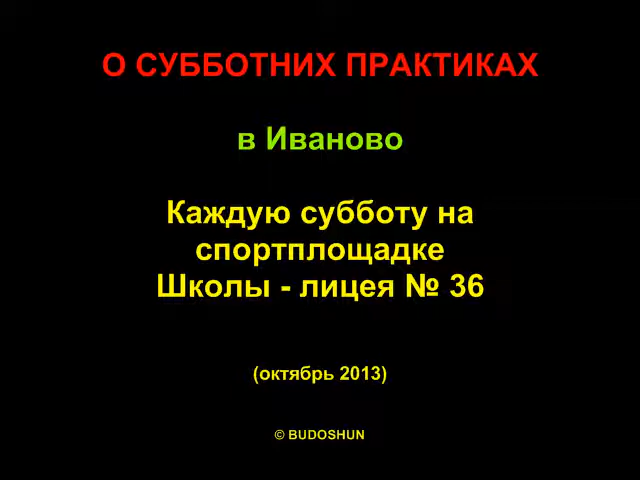 О СУББОТНИХ ПРАКТИКАХ
в Иваново
Каждую субботу на
спортплощадке
Школы - лицея № 36
(октябрь 2013)
© BUDOSHUN